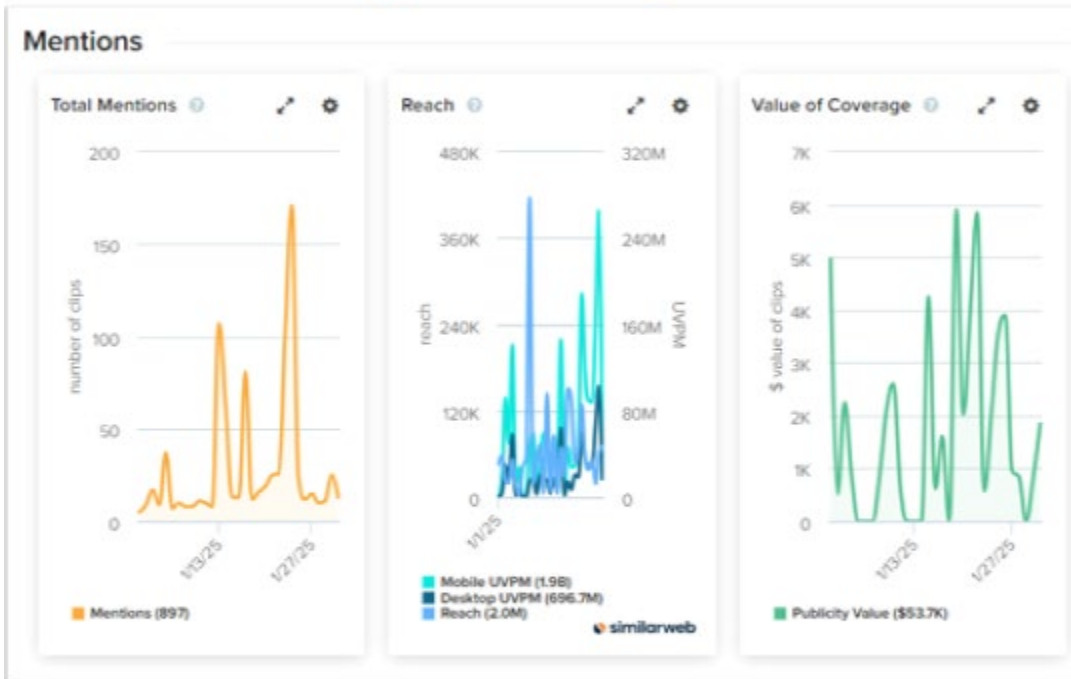 Mentions
Total Mentions
200
150
100
50
0
number of clips
1/13/25
1/27/25
Mentions (897)
Reach
480K
360K
240K
120K
0
reach
320M
240M
160M
80M
0
UVPM
1/1/25
Mobile UVPM (1.9B)
Desktop UVPM (696.7M)
Reach (2.0M)
similarweb
Value of Coverage
7K
6K
5K
4K
3K
2K
1K
0
$ value of clips
1/13/25
1/27/25
Publicity Value ($53.7K)